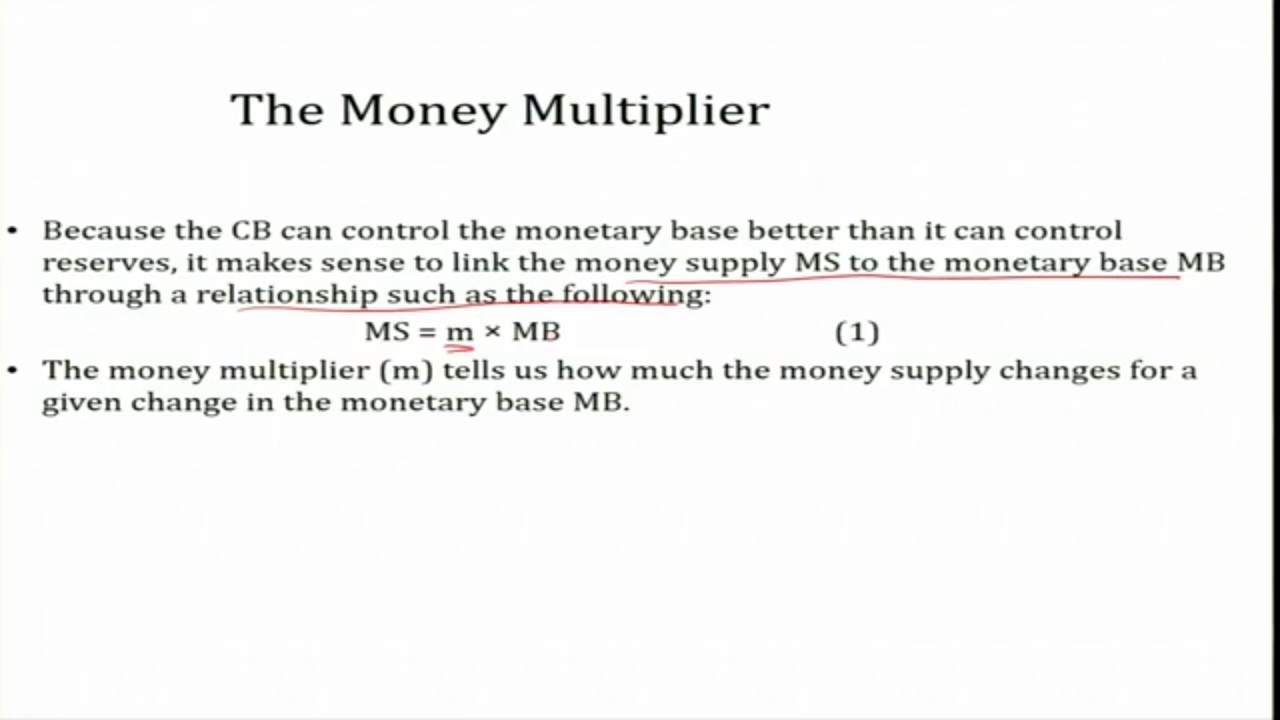 The Money Multiplier
• Because the CB can control the monetary base better than it can control
reserves, it makes sense to link the money supply MS to the monetary base MB
through a relationship such as the following:
MS = m × MB (1)
• The money multiplier (m) tells us how much the money supply changes for a
given change in the monetary base MB.